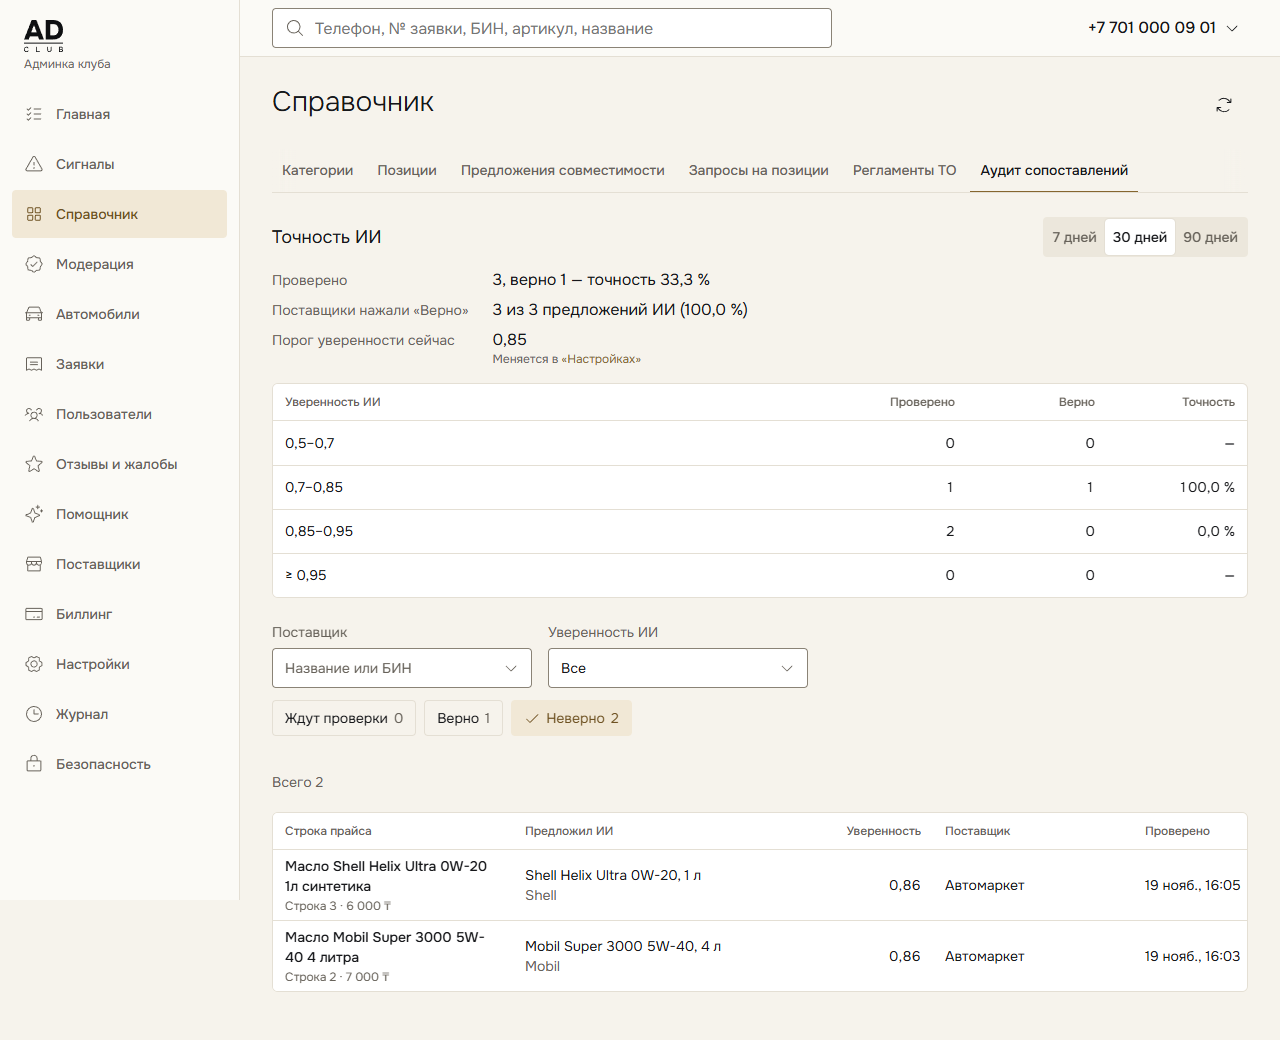 AD
CLUB
Админка клуба
Главная
Сигналы
Справочник
Модерация
Автомобили
Заявки
Пользователи
Отзывы и жалобы
Помощник
Поставщики
Биллинг
Настройки
Журнал
Безопасность
Телефон, № заявки, БИН, артикул, название
+7 701 000 09 01
Справочник
Категории Позиции Предложения совместимости Запросы на позиции Регламенты ТО Аудит сопоставлений
Точность ИИ
7 дней 30 дней 90 дней
Проверено 3, верно 1 — точность 33,3 %
Поставщики нажали «Верно» 3 из 3 предложений ИИ (100,0 %)
Порог уверенности сейчас 0,85
Меняется в «Настройках»
Уверенность ИИ Проверено Верно Точность
0,5–0,7 0 0 —
0,7–0,85 1 1 100,0 %
0,85–0,95 2 0 0,0 %
≥ 0,95 0 0 —
Поставщик Уверенность ИИ
Название или БИН Все
Ждут проверки 0 Верно 1 Неверно 2
Всего 2
Строка прайса Предложил ИИ Уверенность Поставщик Проверено
Масло Shell Helix Ultra 0W-20
1л синтетика
Строка 3 · 6 000 ₸
Shell Helix Ultra 0W-20, 1 л
Shell
0,86 Автомаркет 19 нояб., 16:05
Масло Mobil Super 3000 5W-
40 4 литра
Строка 2 · 7 000 ₸
Mobil Super 3000 5W-40, 4 л
Mobil
0,86 Автомаркет 19 нояб., 16:03